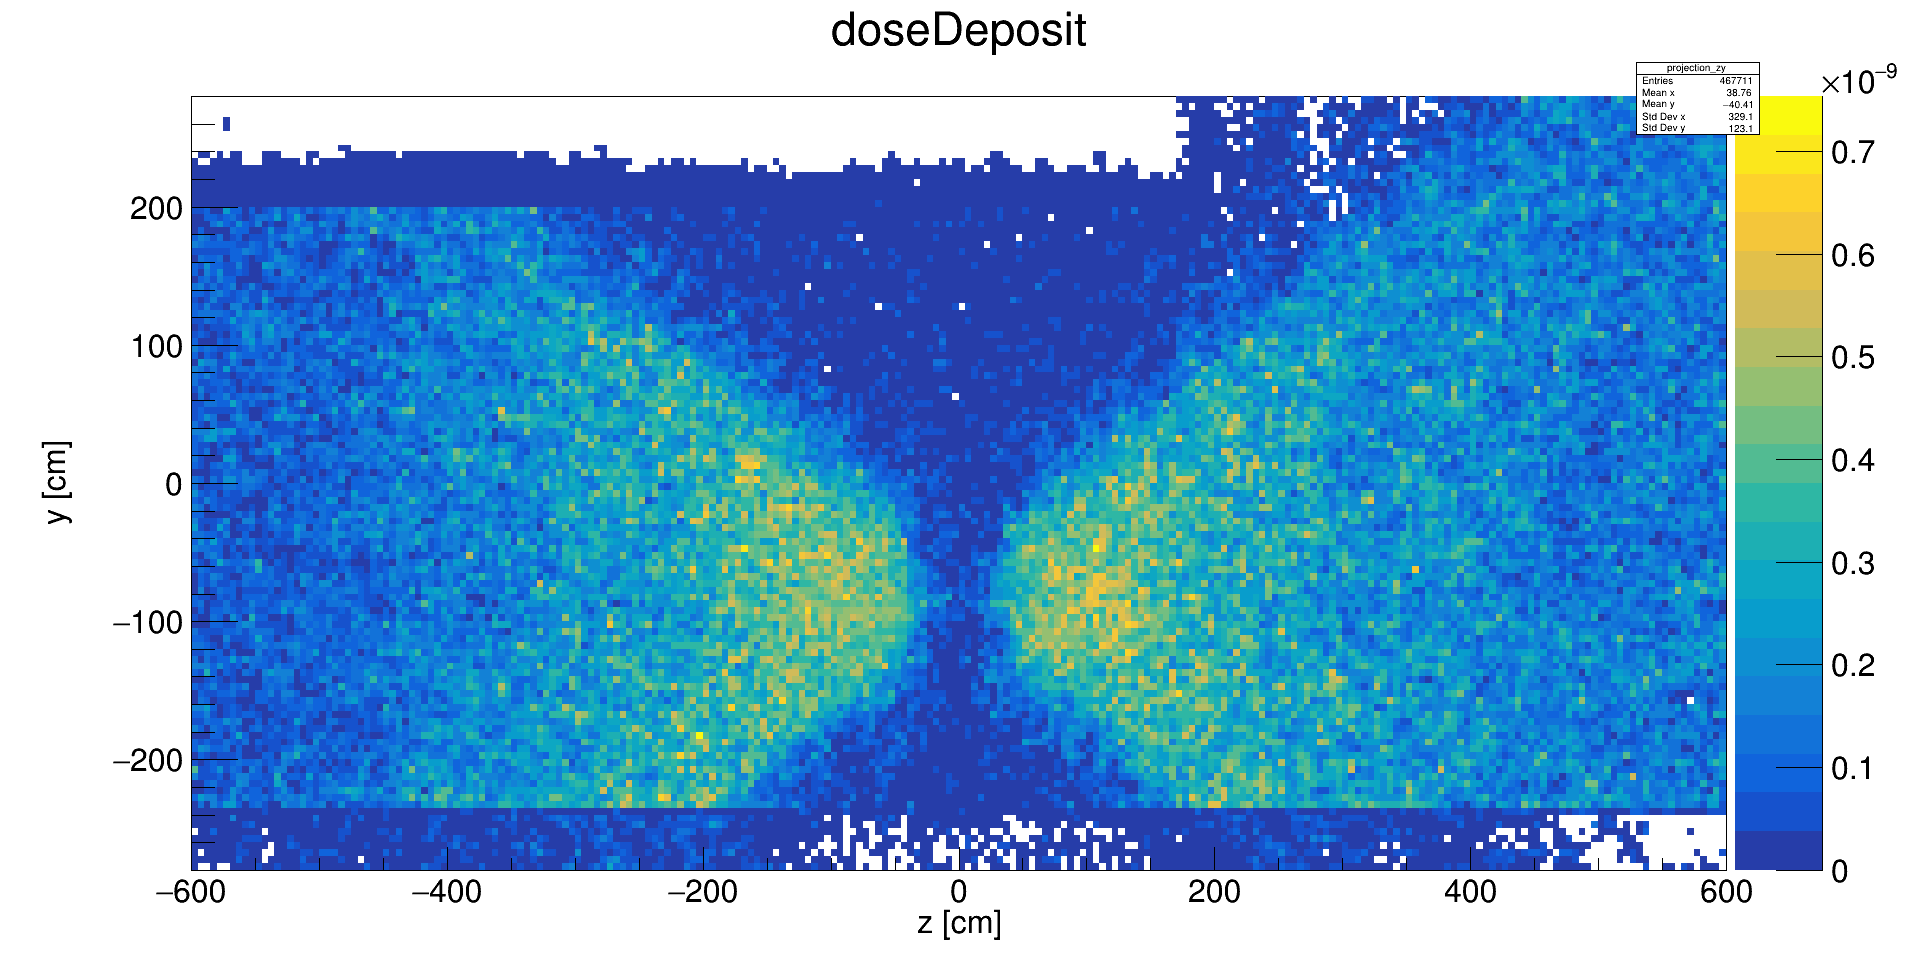 doseDeposit
projection_zy
Entries 467711
Mean x 38.76
Mean y −40.41
Std Dev x 329.1
Std Dev y 123.1
×10⁻⁹
0.7
0.6
0.5
0.4
0.3
0.2
0.1
0
200
100
0
−100
−200
y [cm]
−600 −400 −200 0 200 400 600
z [cm]